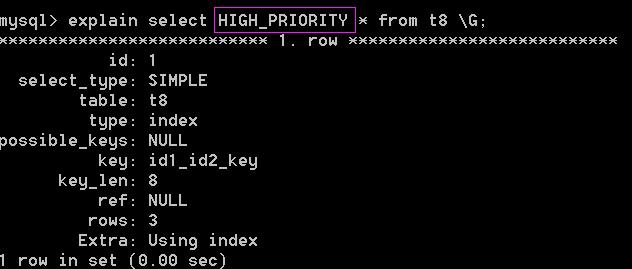 mysql> explain select HIGH_PRIORITY * from t8 \G;
*************************** 1. row ***************************
id: 1
select_type: SIMPLE
table: t8
type: index
possible_keys: NULL
key: id1_id2_key
key_len: 8
ref: NULL
rows: 3
Extra: Using index
1 row in set (0.00 sec)